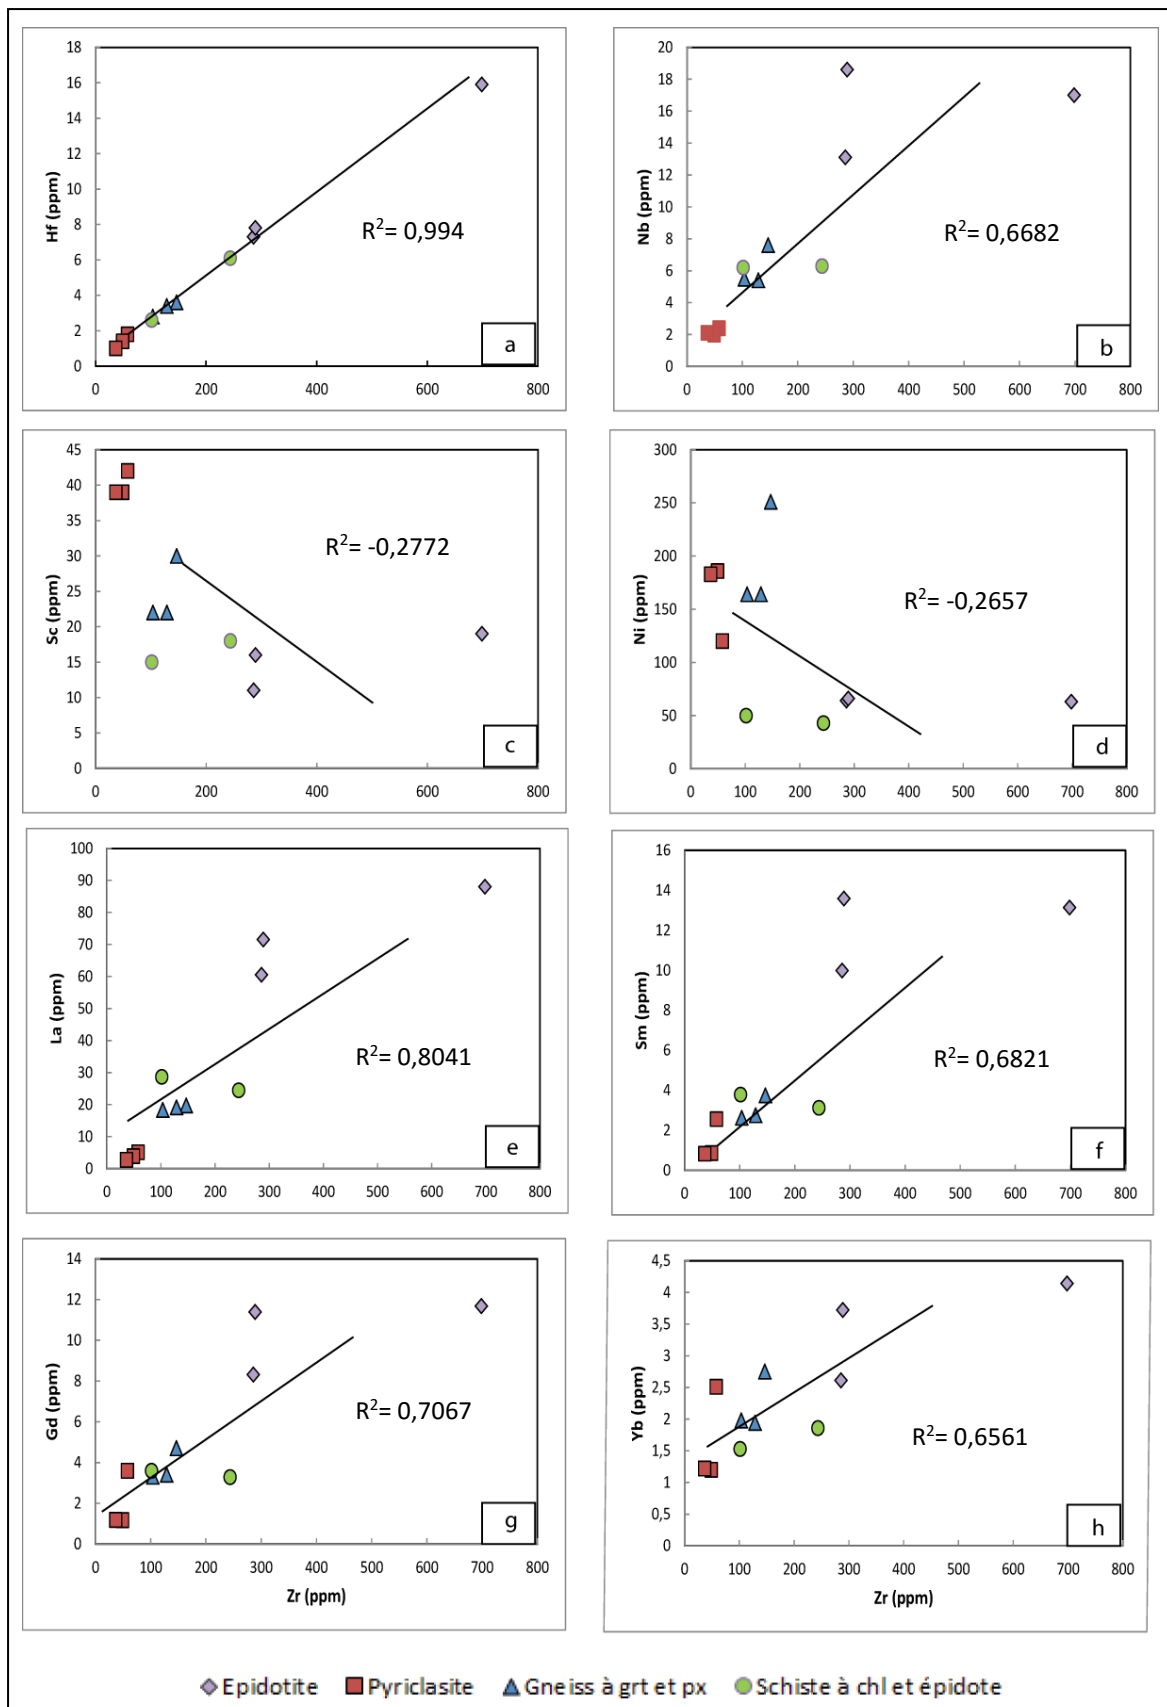 18
16
14
12
10
8
6
4
2
0
Hf (ppm)
R²= 0,994
a
0 200 400 600 800
20
18
16
14
12
10
8
6
4
2
0
Nb (ppm)
R²= 0,6682
b
0 100 200 300 400 500 600 700 800
45
40
35
30
25
20
15
10
5
0
Sc (ppm)
R²= -0,2772
c
0 200 400 600 800
300
250
200
150
100
50
0
Ni (ppm)
R²= -0,2657
d
0 100 200 300 400 500 600 700 800
100
90
80
70
60
50
40
30
20
10
0
La (ppm)
R²= 0,8041
e
0 100 200 300 400 500 600 700 800
16
14
12
10
8
6
4
2
0
Sm (ppm)
R²= 0,6821
f
0 100 200 300 400 500 600 700 800
14
12
10
8
6
4
2
0
Gd (ppm)
R²= 0,7067
g
0 100 200 300 400 500 600 700 800
Zr (ppm)
4,5
4
3,5
3
2,5
2
1,5
1
0,5
0
Yb (ppm)
R²= 0,6561
h
0 100 200 300 400 500 600 700 800
Zr (ppm)
Epidotite Pyriclasite Gneiss à grt et px Schiste à chl et épidote